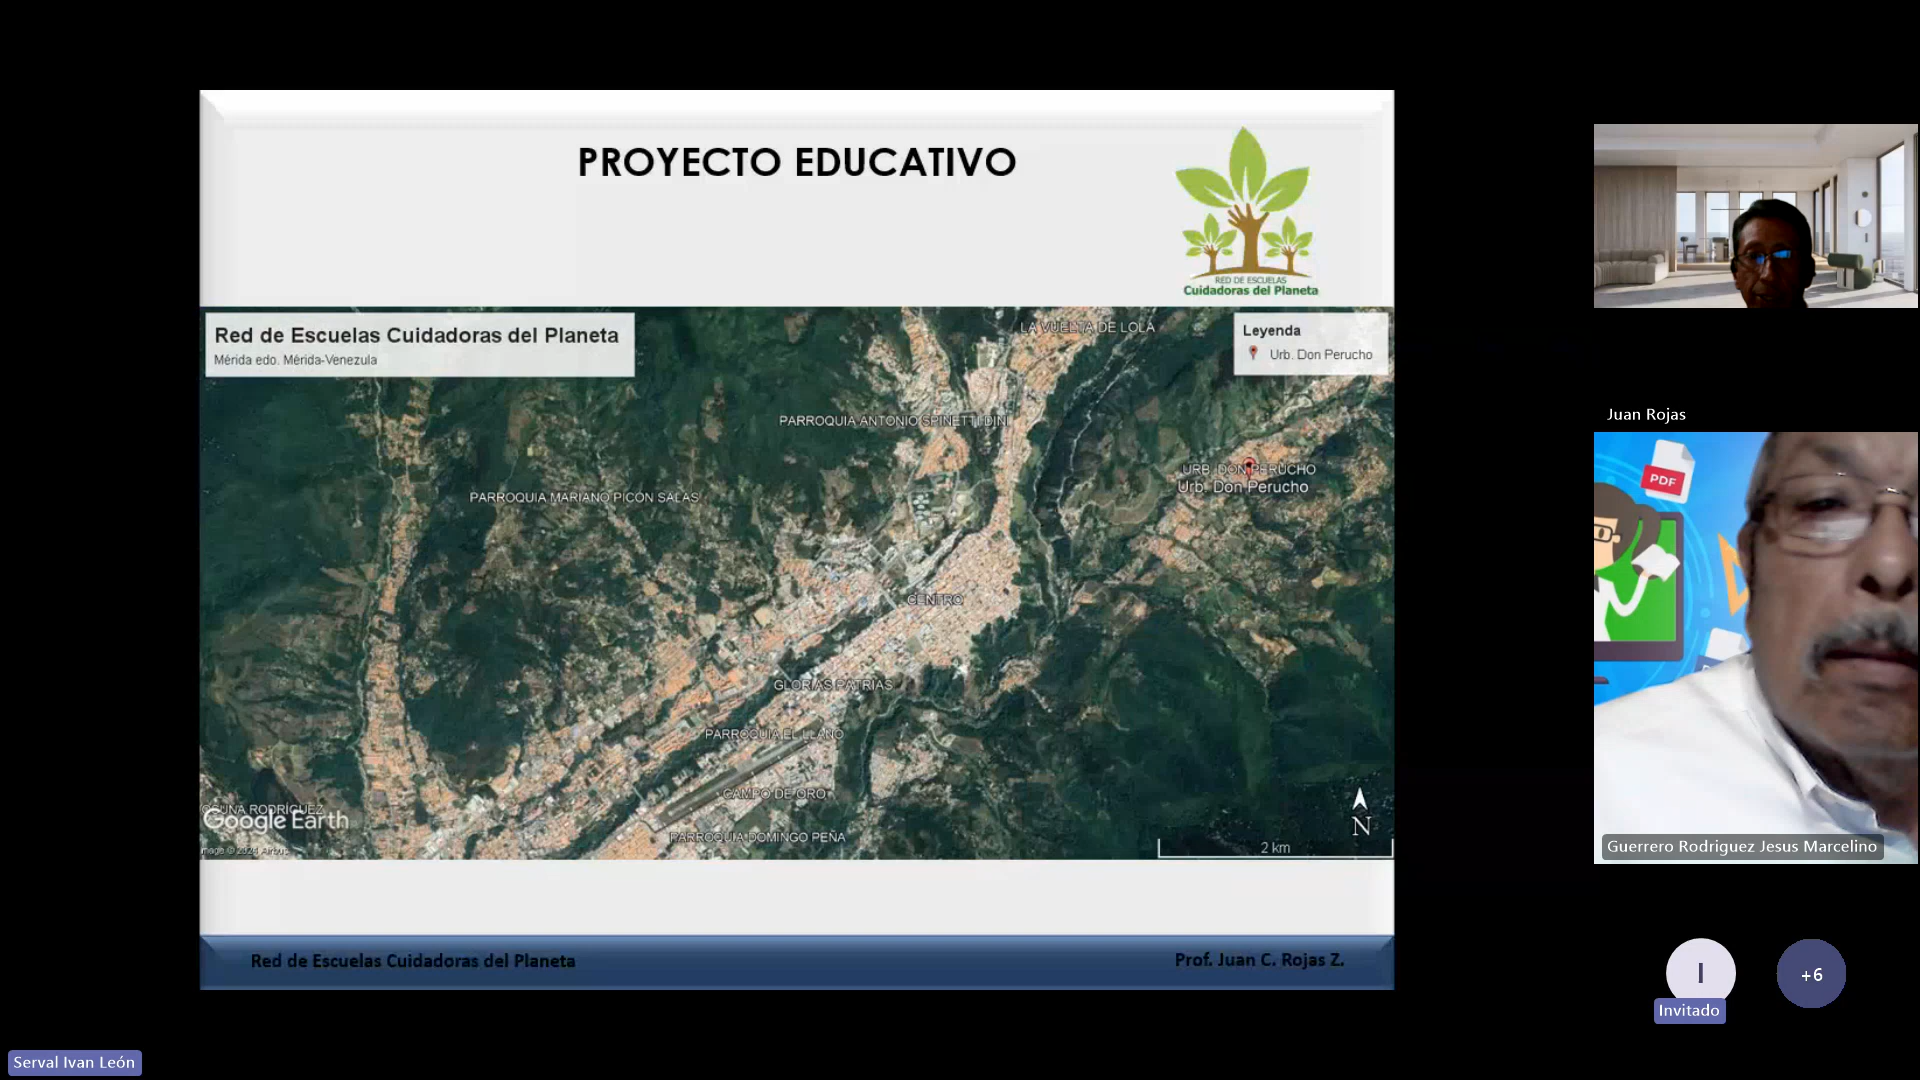 PROYECTO EDUCATIVO
RED DE ESCUELAS
Cuidadoras del Planeta
Red de Escuelas Cuidadoras del Planeta
Mérida edo. Mérida-Venezula
LA VUELTA DE LOLA
Leyenda
Urb. Don Perucho
PARROQUIA ANTONIO SPINETTI DINI
URB. DON PERUCHO
Urb. Don Perucho
PARROQUIA MARIANO PICON SALAS
CENTRO
GLORIAS PATRIAS
PARROQUIA EL LLANO
CAMPO DE ORO
OSUNA RODRÍGUEZ
Google Earth
PARROQUIA DOMINGO PEÑA
N
2 km
Red de Escuelas Cuidadoras del Planeta
Prof. Juan C. Rojas Z.
Juan Rojas
PDF
Guerrero Rodriguez Jesus Marcelino
I
+6
Invitado
Serval Ivan León